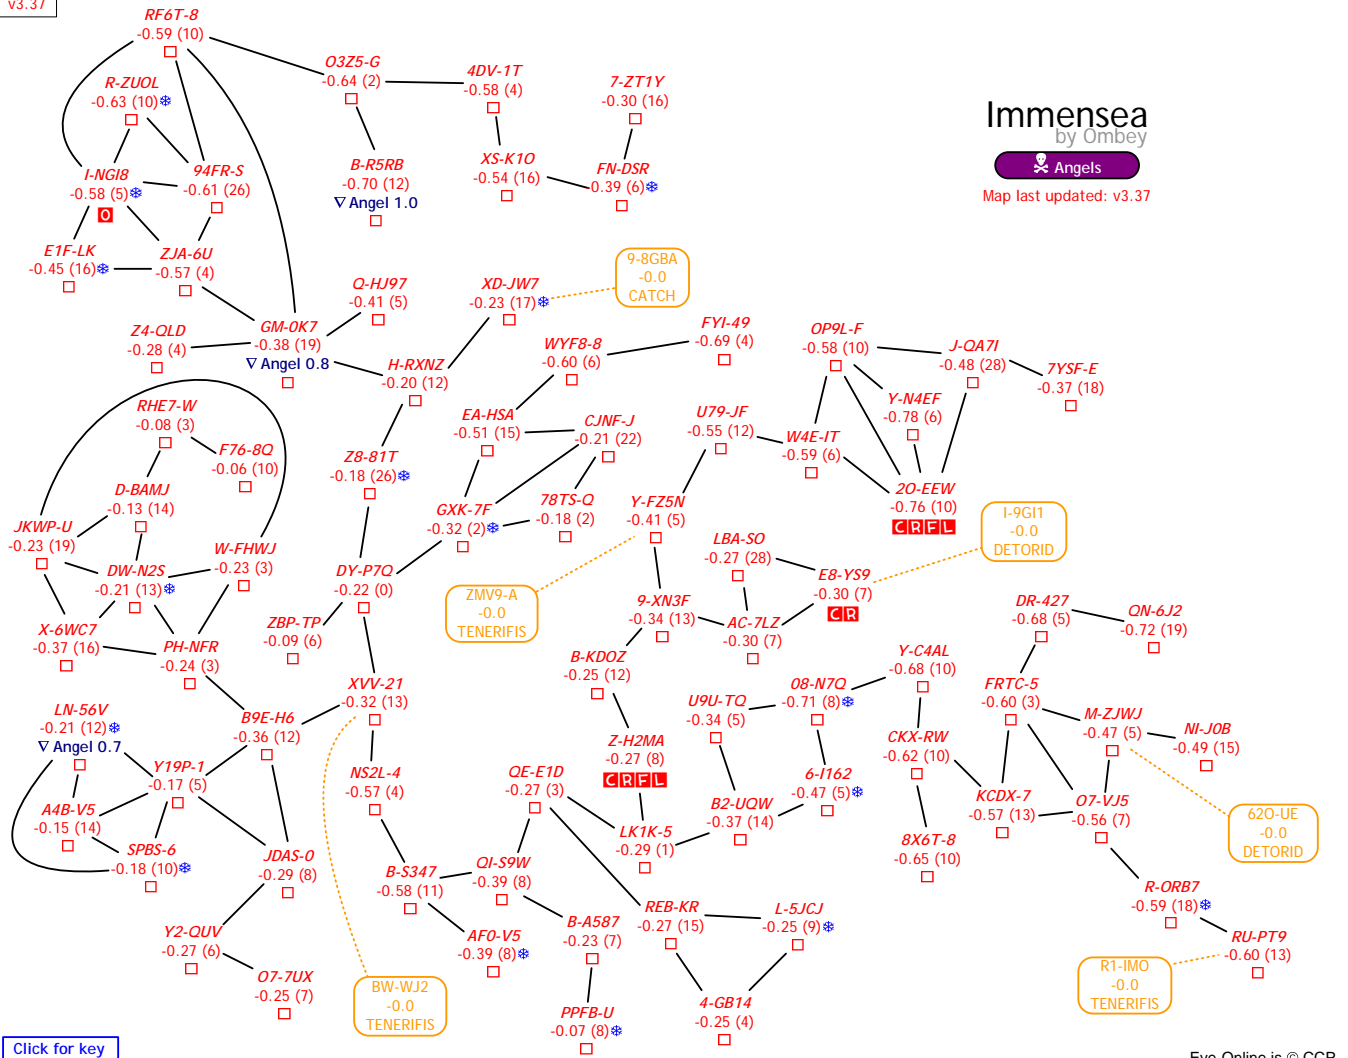 v3.37
RF6T-8
-0.59 (10)
R-ZUOL
-0.63 (10)
O3Z5-G
-0.64 (2)
4DV-1T
-0.58 (4)
7-ZT1Y
-0.30 (16)
Immensea
by Ombey
Angels
Map last updated: v3.37
I-NGI8
-0.58 (5)
O
94FR-S
-0.61 (26)
B-R5RB
-0.70 (12)
Angel 1.0
XS-K1O
-0.54 (16)
FN-DSR
-0.39 (6)
E1F-LK
-0.45 (16)
ZJA-6U
-0.57 (4)
Q-HJ97
-0.41 (5)
XD-JW7
-0.23 (17)
9-8GBA
-0.0
CATCH
Z4-QLD
-0.28 (4)
GM-0K7
-0.38 (19)
Angel 0.8
H-RXNZ
-0.20 (12)
WYF8-8
-0.60 (6)
FYI-49
-0.69 (4)
OP9L-F
-0.58 (10)
J-QA7I
-0.48 (28)
7YSF-E
-0.37 (18)
RHE7-W
-0.08 (3)
F76-8Q
-0.06 (10)
EA-HSA
-0.51 (15)
CJNF-J
-0.21 (22)
U79-JF
-0.55 (12)
W4E-IT
-0.59 (6)
Y-N4EF
-0.78 (6)
Z8-81T
-0.18 (26)
D-BAMJ
-0.13 (14)
GXK-7F
-0.32 (2)
78TS-Q
-0.18 (2)
Y-FZ5N
-0.41 (5)
2O-EEW
-0.76 (10)
C R F L
JKWP-U
-0.23 (19)
W-FHWJ
-0.23 (3)
LBA-SO
-0.27 (28)
I-9GI1
-0.0
DETORID
DW-N2S
-0.21 (13)
DY-P7Q
-0.22 (0)
ZMV9-A
-0.0
TENERIFIS
E8-YS9
-0.30 (7)
C R
X-6WC7
-0.37 (16)
PH-NFR
-0.24 (3)
ZBP-TP
-0.09 (6)
9-XN3F
-0.34 (13)
AC-7LZ
-0.30 (7)
DR-427
-0.68 (5)
QN-6J2
-0.72 (19)
B-KDOZ
-0.25 (12)
Y-C4AL
-0.68 (10)
XVV-21
-0.32 (13)
U9U-TQ
-0.34 (5)
08-N7Q
-0.71 (8)
FRTC-5
-0.60 (3)
LN-56V
-0.21 (12)
Angel 0.7
B9E-H6
-0.36 (12)
M-ZJWJ
-0.47 (5)
NI-J0B
-0.49 (15)
Z-H2MA
-0.27 (8)
C R F L
CKX-RW
-0.62 (10)
Y19P-1
-0.17 (5)
NS2L-4
-0.57 (4)
QE-E1D
-0.27 (3)
6-I162
-0.47 (5)
A4B-V5
-0.15 (14)
B2-UQW
-0.37 (14)
KCDX-7
-0.57 (13)
O7-VJ5
-0.56 (7)
62O-UE
-0.0
DETORID
SPBS-6
-0.18 (10)
JDAS-0
-0.29 (8)
LK1K-5
-0.29 (1)
8X6T-8
-0.65 (10)
B-S347
-0.58 (11)
QI-S9W
-0.39 (8)
R-ORB7
-0.59 (18)
Y2-QUV
-0.27 (6)
AF0-V5
-0.39 (8)
B-A587
-0.23 (7)
REB-KR
-0.27 (15)
L-5JCJ
-0.25 (9)
RU-PT9
-0.60 (13)
O7-7UX
-0.25 (7)
BW-WJ2
-0.0
TENERIFIS
R1-IMO
-0.0
TENERIFIS
PPFB-U
-0.07 (8)
4-GB14
-0.25 (4)
Click for key
Eve-Online is © CCP